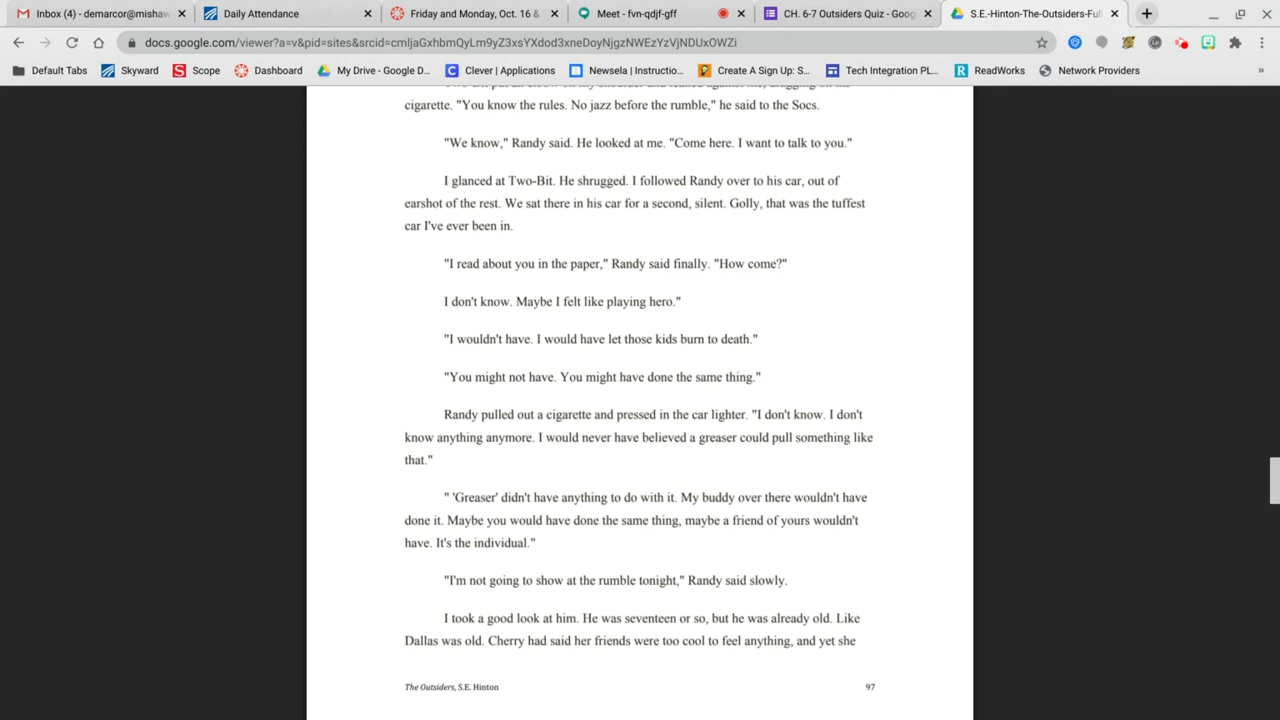 Inbox (4) - demarcor@mishaw
Daily Attendance
Friday and Monday, Oct. 16 &
Meet - fvn-qdjf-gff
CH. 6-7 Outsiders Quiz - Goog
S.E.-Hinton-The-Outsiders-Full
docs.google.com/viewer?a=v&pid=sites&srcid=cmljaGxhbmQyLm9yZ3xsYXdod3xneDoyNjgzNWEzYzVjNDUxOWZi
Default Tabs
Skyward
Scope
Dashboard
My Drive - Google D...
Clever | Applications
Newsela | Instructio...
Create A Sign Up: S...
Tech Integration PL...
ReadWorks
Network Providers
»
cigarette. "You know the rules. No jazz before the rumble," he said to the Socs.
"We know," Randy said. He looked at me. "Come here. I want to talk to you."
I glanced at Two-Bit. He shrugged. I followed Randy over to his car, out of
earshot of the rest. We sat there in his car for a second, silent. Golly, that was the tuffest
car I've ever been in.
"I read about you in the paper," Randy said finally. "How come?"
I don't know. Maybe I felt like playing hero."
"I wouldn't have. I would have let those kids burn to death."
"You might not have. You might have done the same thing."
Randy pulled out a cigarette and pressed in the car lighter. "I don't know. I don't
know anything anymore. I would never have believed a greaser could pull something like
that."
" 'Greaser' didn't have anything to do with it. My buddy over there wouldn't have
done it. Maybe you would have done the same thing, maybe a friend of yours wouldn't
have. It's the individual."
"I'm not going to show at the rumble tonight," Randy said slowly.
I took a good look at him. He was seventeen or so, but he was already old. Like
Dallas was old. Cherry had said her friends were too cool to feel anything, and yet she
The Outsiders, S.E. Hinton
97